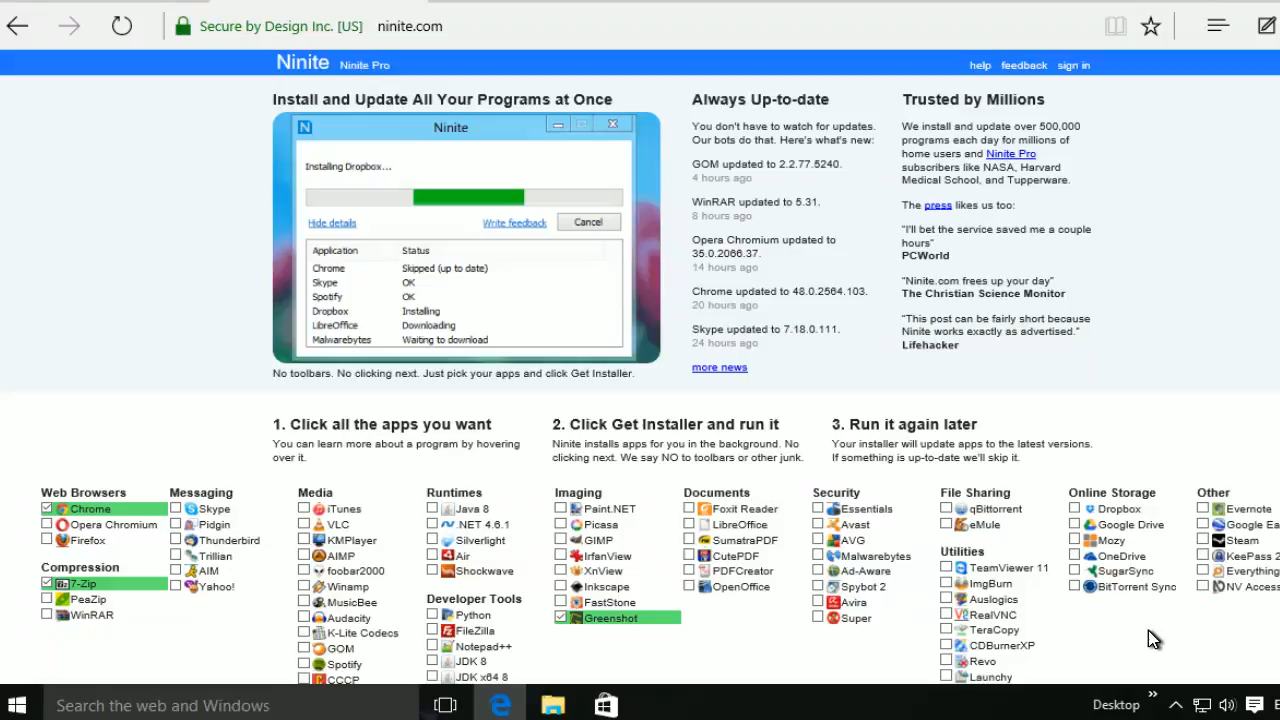 Secure by Design Inc. [US] ninite.com
Ninite Ninite Pro
help feedback sign in
Install and Update All Your Programs at Once
Ninite
Installing Dropbox...
Hide details
Write feedback
Cancel
Application Status
Chrome Skipped (up to date)
Skype OK
Spotify OK
Dropbox Installing
LibreOffice Downloading
Malwarebytes Waiting to download
No toolbars. No clicking next. Just pick your apps and click Get Installer.
Always Up-to-date
You don't have to watch for updates.
Our bots do that. Here's what's new:
GOM updated to 2.2.77.5240.
4 hours ago
WinRAR updated to 5.31.
8 hours ago
Opera Chromium updated to
35.0.2066.37.
14 hours ago
Chrome updated to 48.0.2564.103.
20 hours ago
Skype updated to 7.18.0.111.
24 hours ago
more news
Trusted by Millions
We install and update over 500,000
programs each day for millions of
home users and Ninite Pro
subscribers like NASA, Harvard
Medical School, and Tupperware.
The press likes us too:
"I'll bet the service saved me a couple
hours"
PCWorld
"Ninite.com frees up your day"
The Christian Science Monitor
"This post can be fairly short because
Ninite works exactly as advertised."
Lifehacker
1. Click all the apps you want
You can learn more about a program by hovering
over it.
2. Click Get Installer and run it
Ninite installs apps for you in the background. No
clicking next. We say NO to toolbars or other junk.
3. Run it again later
Your installer will update apps to the latest versions.
If something is up-to-date we'll skip it.
Web Browsers
Chrome
Opera Chromium
Firefox
Compression
7-Zip
PeaZip
WinRAR
Messaging
Skype
Pidgin
Thunderbird
Trillian
AIM
Yahoo!
Media
iTunes
VLC
KMPlayer
AIMP
foobar2000
Winamp
MusicBee
Audacity
K-Lite Codecs
GOM
Spotify
CCCP
Runtimes
Java 8
.NET 4.6.1
Silverlight
Air
Shockwave
Developer Tools
Python
FileZilla
Notepad++
JDK 8
JDK x64 8
Imaging
Paint.NET
Picasa
GIMP
IrfanView
XnView
Inkscape
FastStone
Greenshot
Documents
Foxit Reader
LibreOffice
SumatraPDF
CutePDF
PDFCreator
OpenOffice
Security
Essentials
Avast
AVG
Malwarebytes
Ad-Aware
Spybot 2
Avira
Super
File Sharing
qBittorrent
eMule
Utilities
TeamViewer 11
ImgBurn
Auslogics
RealVNC
TeraCopy
CDBurnerXP
Revo
Launchy
Online Storage
Dropbox
Google Drive
Mozy
OneDrive
SugarSync
BitTorrent Sync
Other
Evernote
Google Ea
Steam
KeePass 2
Everything
NV Access
Search the web and Windows
Desktop